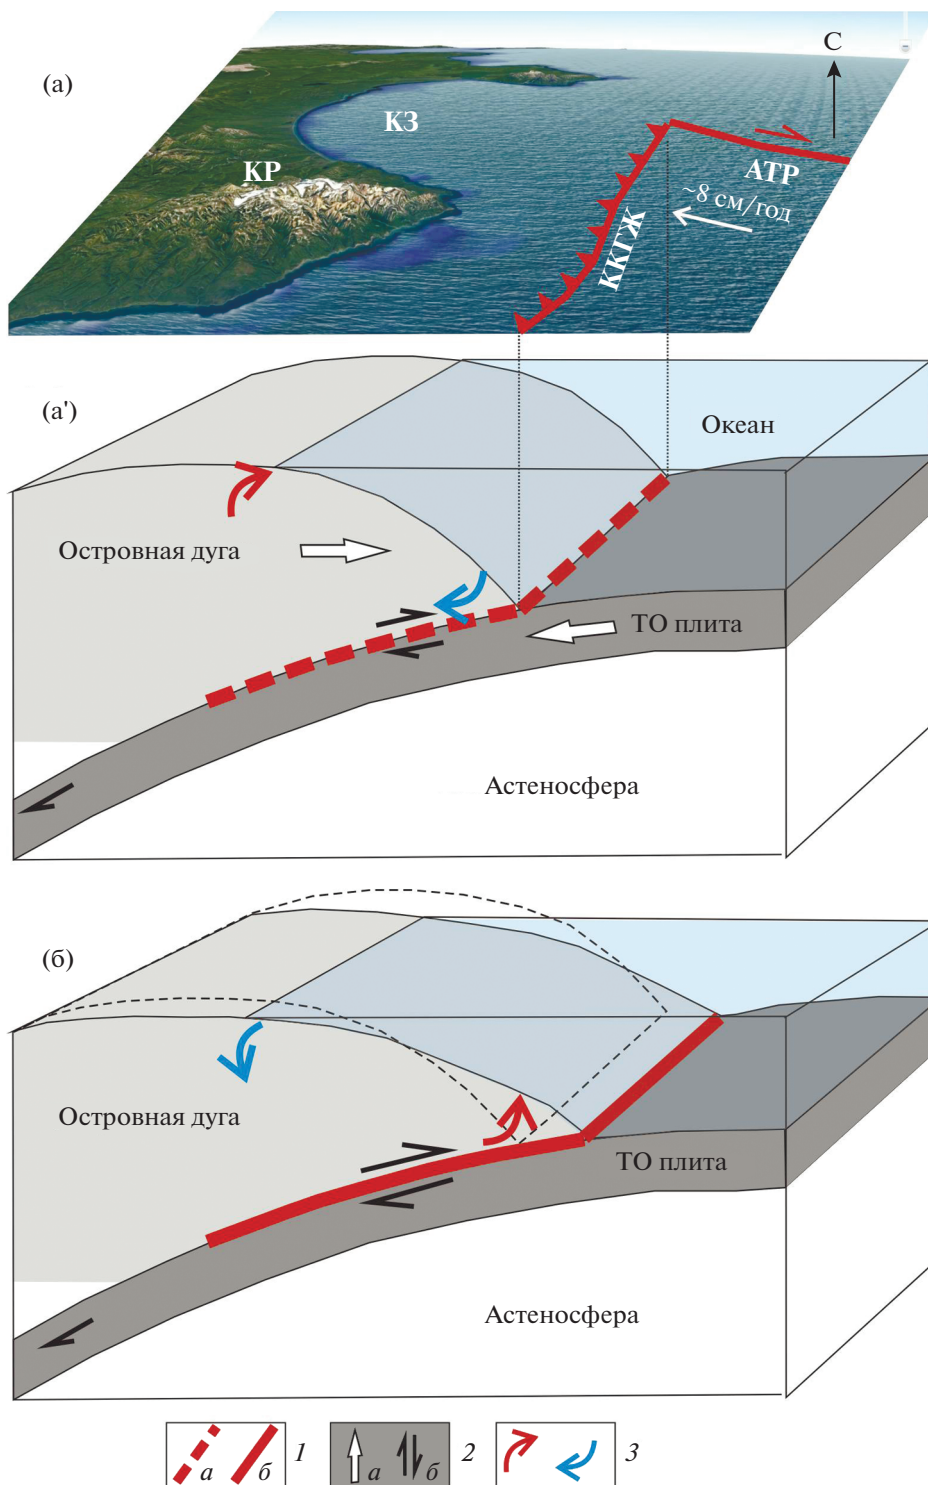 (а)
С
КЗ
КР
АТР
~8 см/год
ККГЖ
(а')
Океан
Островная дуга
ТО плита
Астеносфера
(б)
Островная дуга
ТО плита
Астеносфера
а б 1 а б 2 3